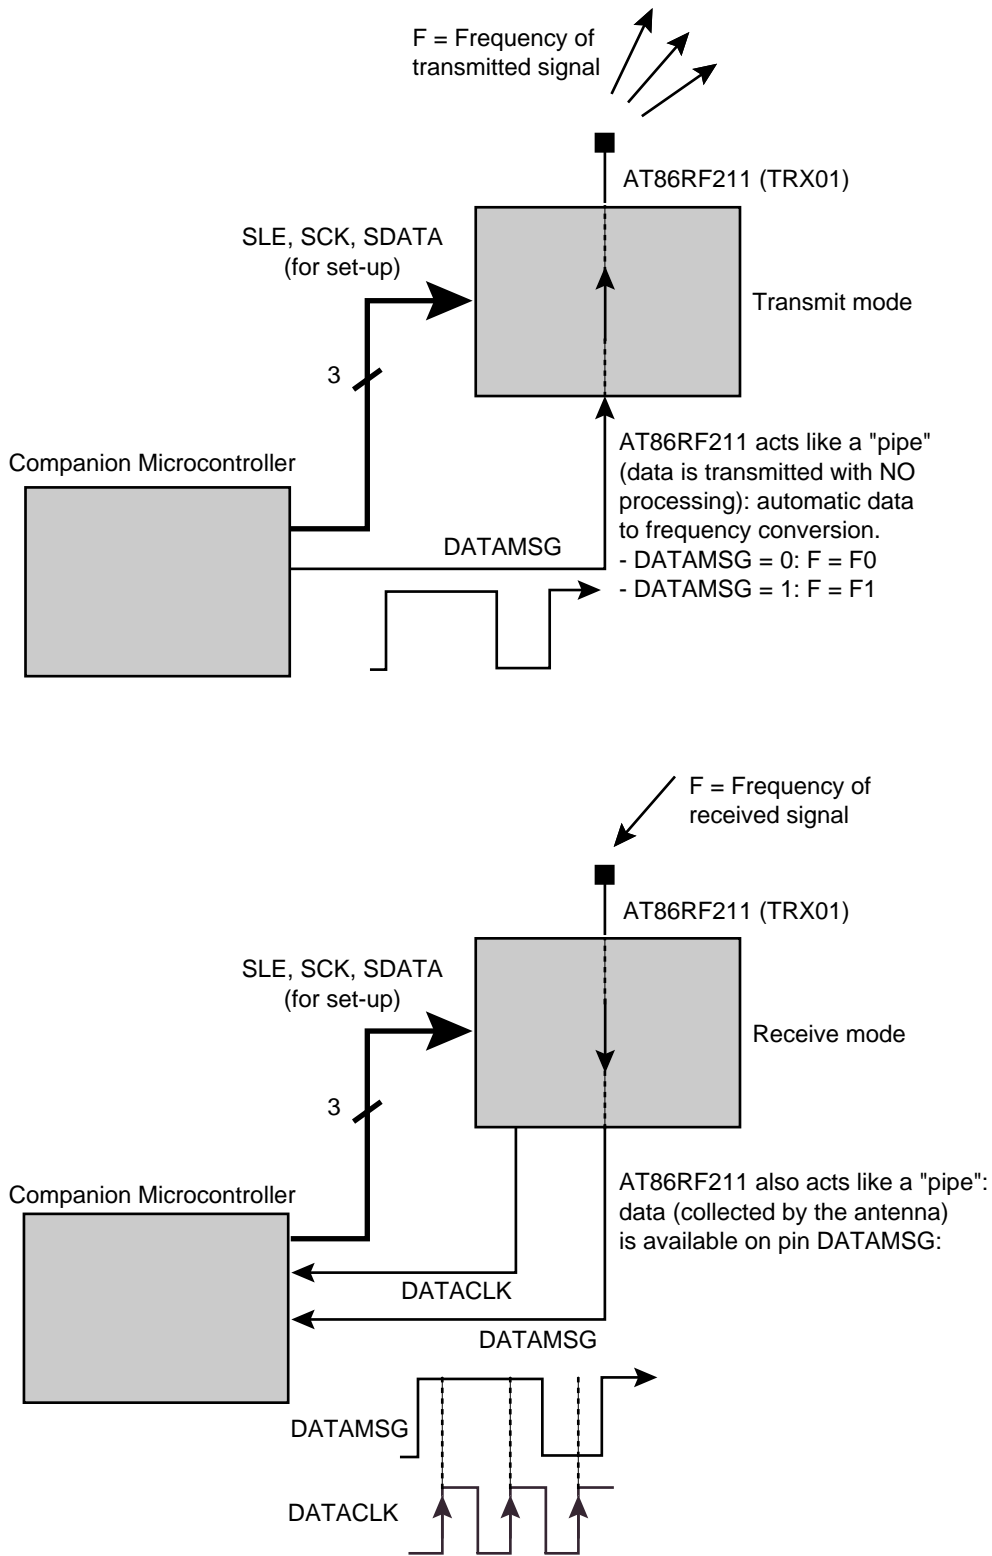 F = Frequency of
transmitted signal
AT86RF211 (TRX01)
SLE, SCK, SDATA
(for set-up)
Transmit mode
3
Companion Microcontroller
AT86RF211 acts like a "pipe"
(data is transmitted with NO
processing): automatic data
to frequency conversion.
- DATAMSG = 0: F = F0
- DATAMSG = 1: F = F1
DATAMSG
F = Frequency of
received signal
AT86RF211 (TRX01)
SLE, SCK, SDATA
(for set-up)
Receive mode
3
Companion Microcontroller
AT86RF211 also acts like a "pipe":
data (collected by the antenna)
is available on pin DATAMSG:
DATACLK
DATAMSG
DATAMSG
DATACLK